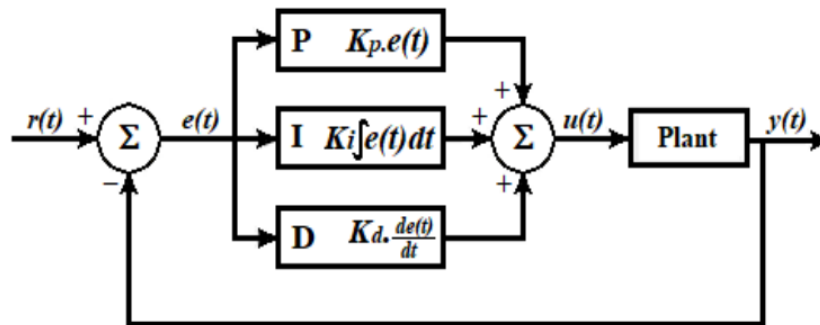 P Kp.e(t)
r(t) + Σ e(t) I Ki∫e(t)dt + + Σ u(t) Plant y(t)
−
+
D Kd.de(t)/dt